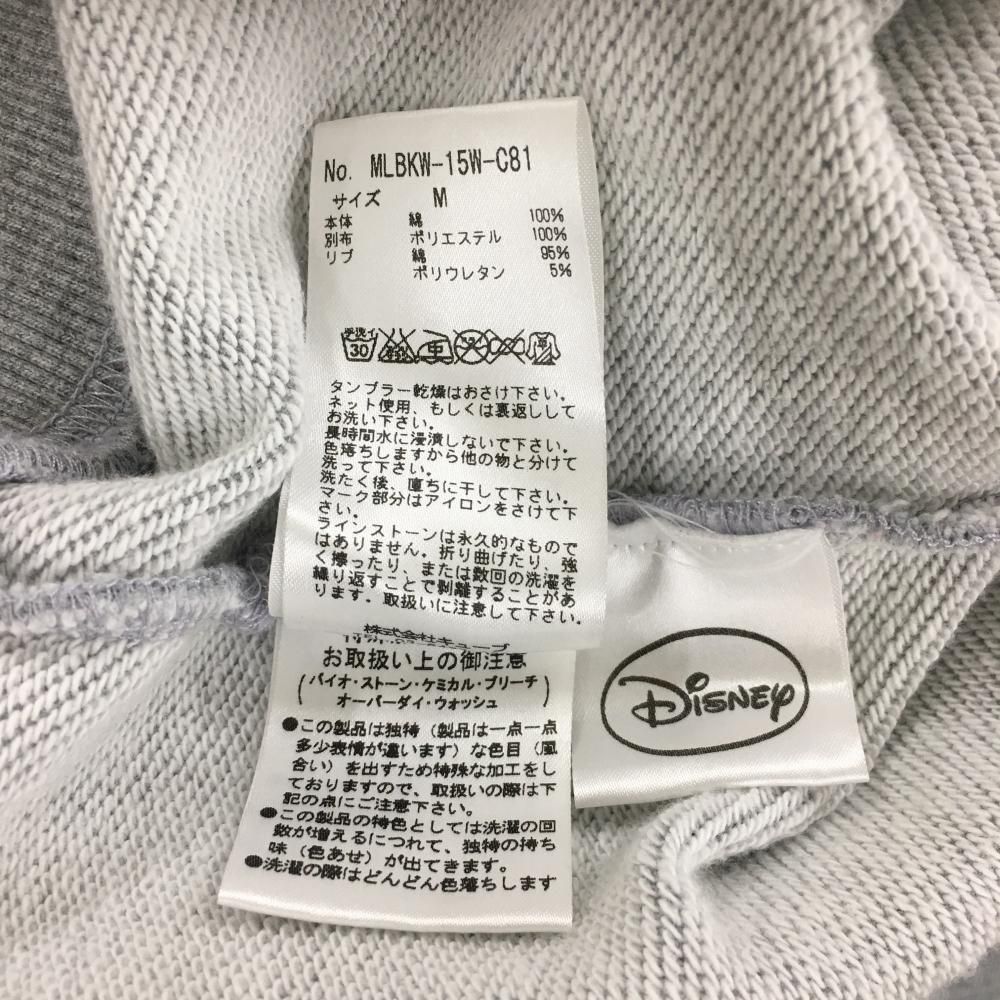 No. MLBKW-15W-C81
サイズ M
本体 綿 100%
別布 ポリエステル 100%
リブ 綿 95%
ポリウレタン 5%
手洗イ
30
中
タンブラー乾燥はおさけ下さい。
ネット使用、もしくは裏返しして
お洗い下さい。
長時間水に浸漬しないで下さい。
色落ちしますから他の物と分けて
洗って下さい。
洗たく後、直ちに干して下さい。
マーク部分はアイロンをさけて下
さい。
ラインストーンは永久的なもので
はありません。折り曲げたり、強
く擦ったり、または数回の洗濯を
繰り返すことで剥離することがあ
ります。取扱いに注意して下さい。
株式会社キューブ
お取扱い上の御注意
(バイオ・ストーン・ケミカル・ブリーチ
オーバーダイ・ウォッシュ)
●この製品は独特(製品は一点一点
多少表情が違います)な色目(風
合い)を出すため特殊な加工をし
ておりますので、取扱いの際は下
記の点にご注意下さい。
●この製品の特色としては洗濯の回
数が増えるにつれて、独特の持ち
味(色あせ)が出てきます。
●洗濯の際はどんどん色落ちします
Disney